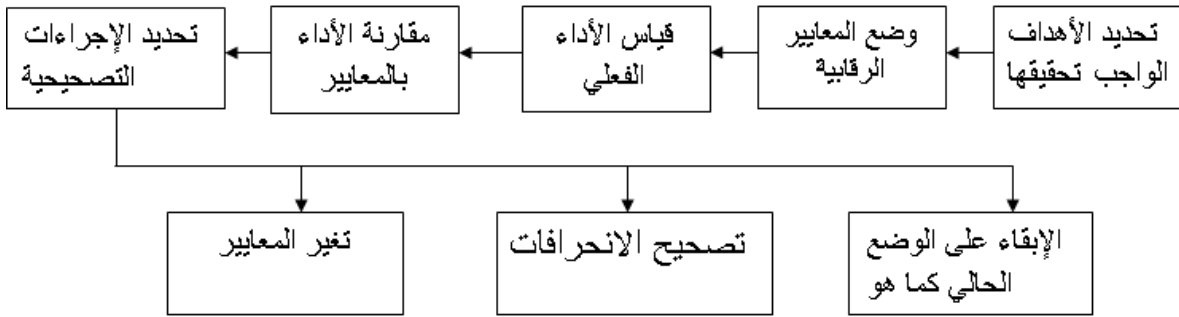 تحديد الأهداف
الواجب تحقيقها
وضع المعايير
الرقابية
قياس الأداء
الفعلي
مقارنة الأداء
بالمعايير
تحديد الإجراءات
التصحيحية
الإبقاء على الوضع
الحالي كما هو
تصحيح الانحرافات
تغير المعايير